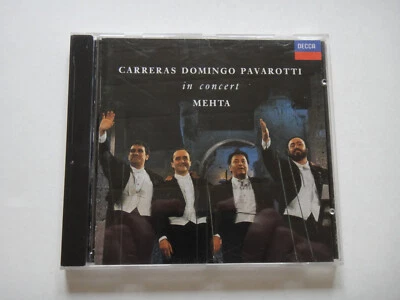 DECCA
CARRERAS DOMINGO PAVAROTTI
in concert
MEHTA